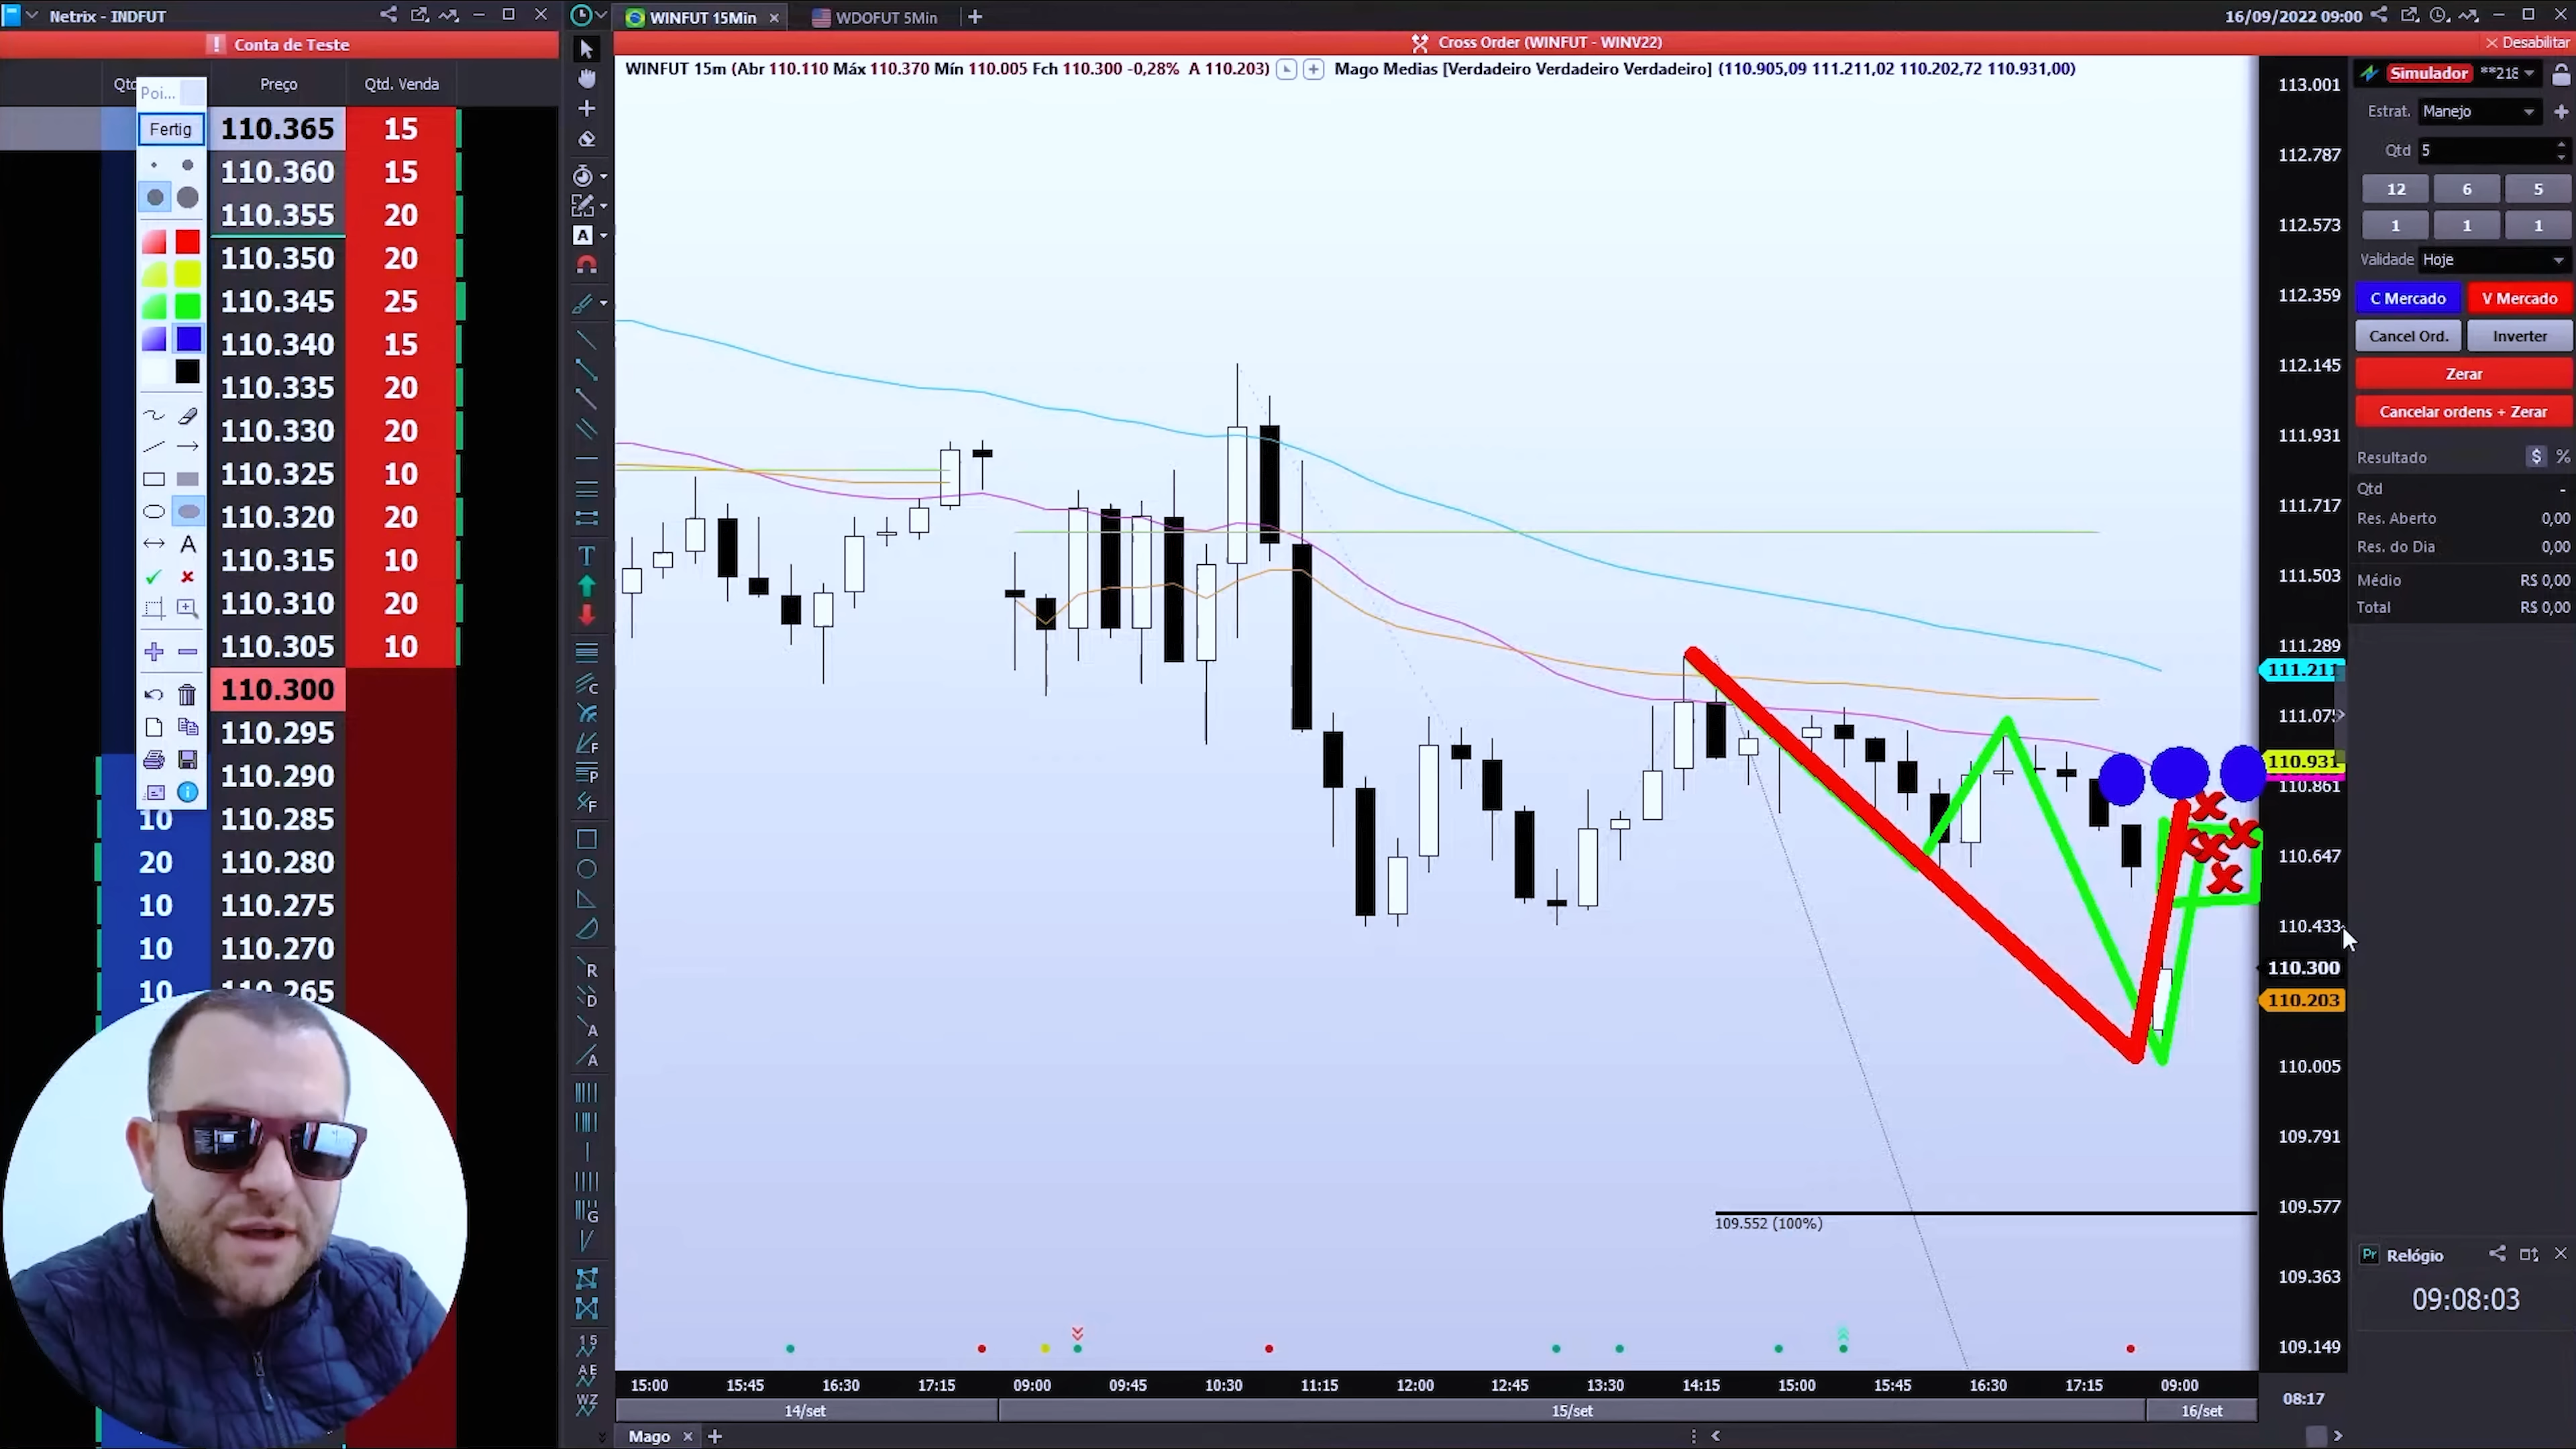 Netrix - INDFUT
Conta de Teste
Qtd
Preço
Qtd. Venda
Poi...
Fertig
110.365 15
110.360 15
110.355 20
110.350 20
110.345 25
110.340 15
110.335 20
110.330 20
110.325 10
110.320 20
110.315 10
110.310 20
110.305 10
110.300
110.295
110.290
10 110.285
20 110.280
10 110.275
10 110.270
10 110.265
WINFUT 15Min
WDOFUT 5Min
16/09/2022 09:00
Cross Order (WINFUT - WINV22)
Desabilitar
WINFUT 15m (Abr 110.110 Máx 110.370 Mín 110.005 Fch 110.300 -0,28% A 110.203)
Mago Medias [Verdadeiro Verdadeiro Verdadeiro] (110.905,09 111.211,02 110.202,72 110.931,00)
113.001
112.787
112.573
112.359
112.145
111.931
111.717
111.503
111.289
111.211
111.075
110.931
110.861
110.647
110.433
110.300
110.203
110.005
109.791
109.577
109.363
109.149
109.552 (100%)
15:00 15:45 16:30 17:15 09:00 09:45 10:30 11:15 12:00 12:45 13:30 14:15 15:00 15:45 16:30 17:15 09:00
14/set 15/set 16/set
08:17
Mago
Simulador **218
Estrat. Manejo
Qtd 5
12 6 5
1 1 1
Validade Hoje
C Mercado V Mercado
Cancel Ord. Inverter
Zerar
Cancelar ordens + Zerar
Resultado $ %
Qtd -
Res. Aberto 0,00
Res. do Dia 0,00
Médio R$ 0,00
Total R$ 0,00
Pr Relógio
09:08:03
A
A
T
C
F
P
F
R
D
A
A
G
1 5
A E
W Z